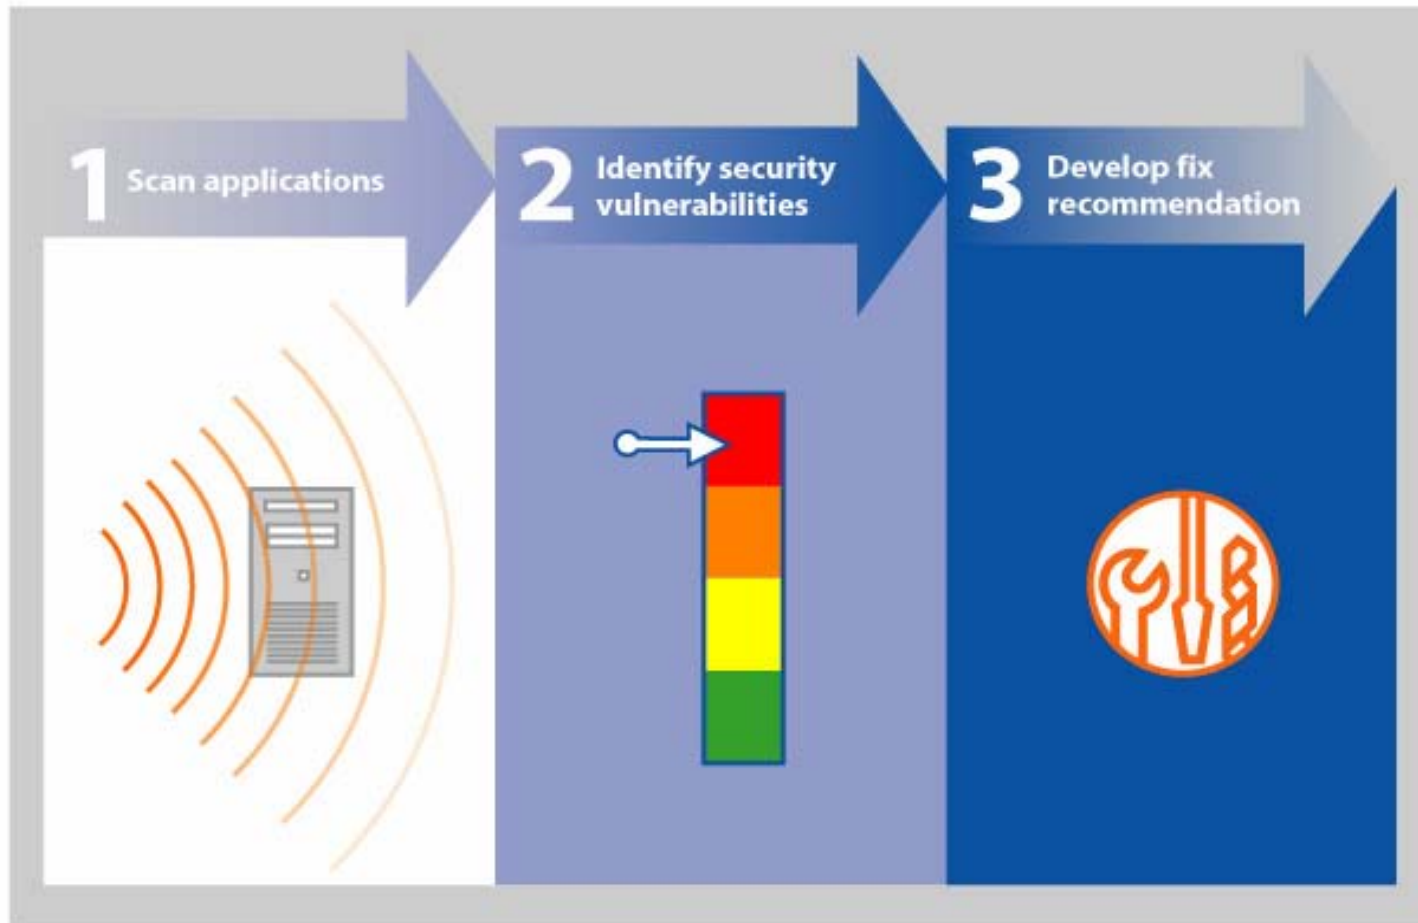 1 Scan applications
2 Identify security
vulnerabilities
3 Develop fix
recommendation